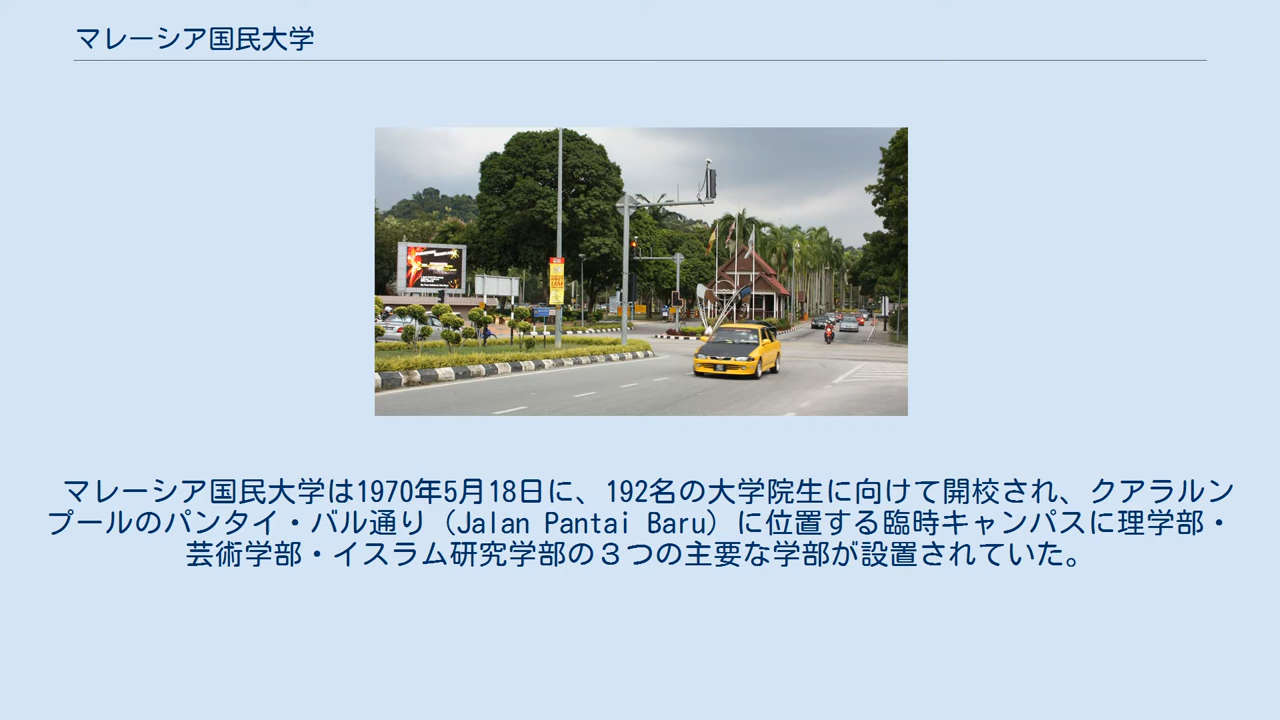 マレーシア国民大学
マレーシア国民大学は1970年5月18日に、192名の大学院生に向けて開校され、クアラルン
プールのパンタイ・バル通り（Jalan Pantai Baru）に位置する臨時キャンパスに理学部・
芸術学部・イスラム研究学部の３つの主要な学部が設置されていた。